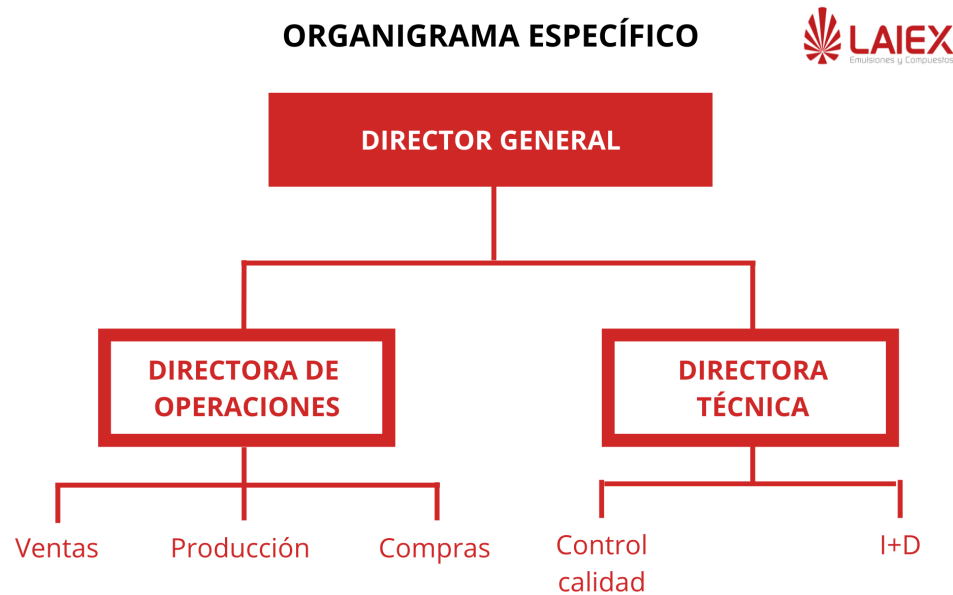 ORGANIGRAMA ESPECÍFICO
LAIEX
Emulsiones y Compuestos
DIRECTOR GENERAL
DIRECTORA DE
OPERACIONES
DIRECTORA
TÉCNICA
Ventas
Producción
Compras
Control
calidad
I+D